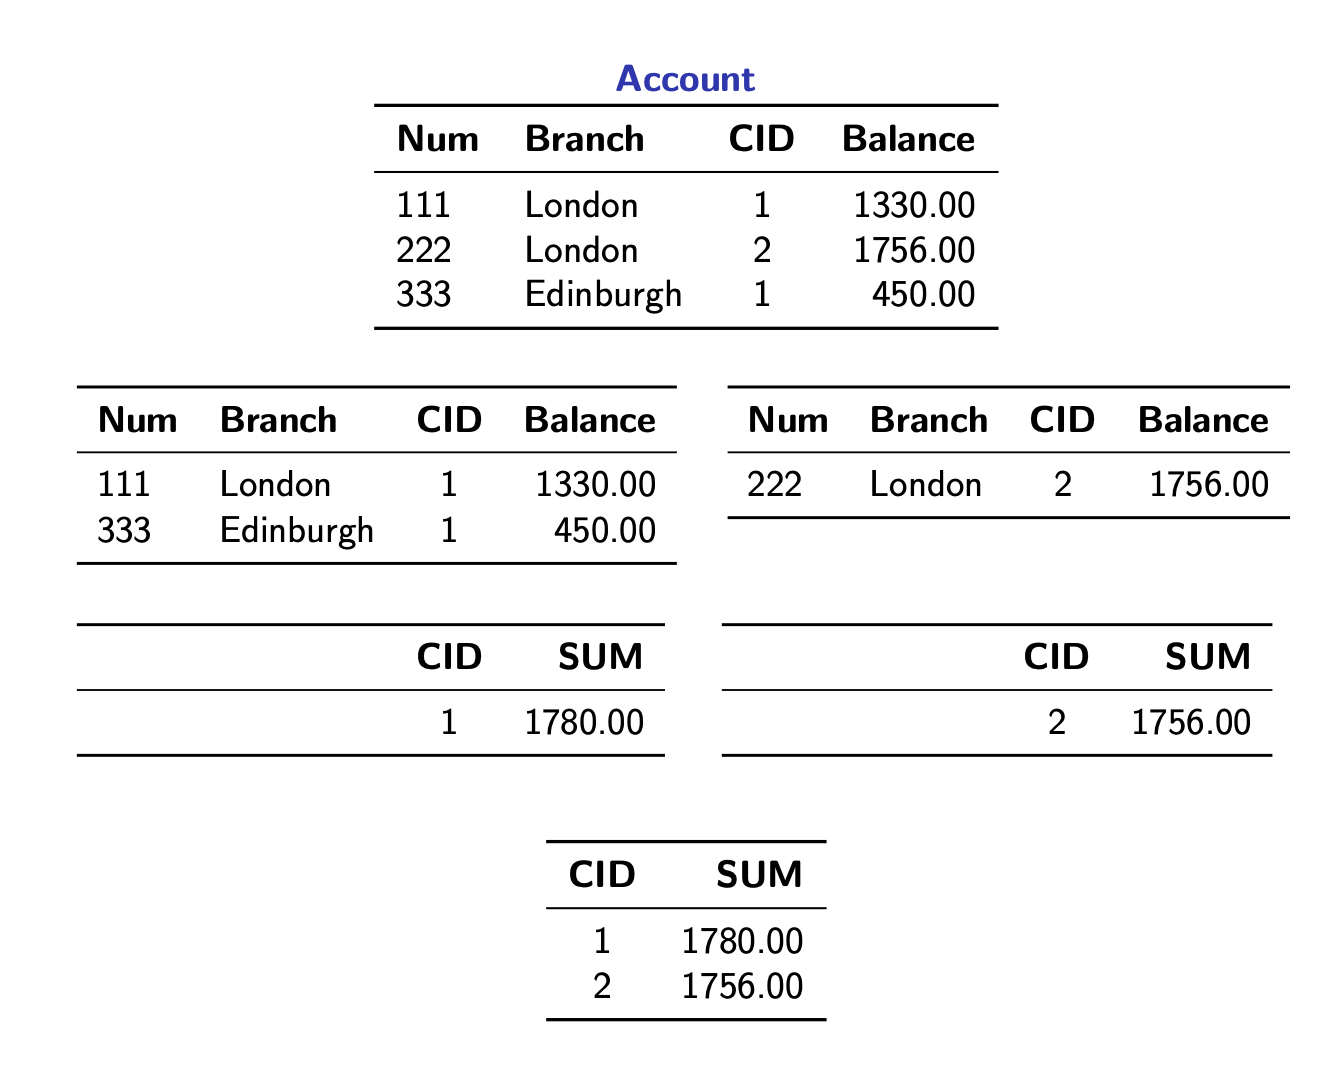 Account
Num Branch CID Balance
111 London 1 1330.00
222 London 2 1756.00
333 Edinburgh 1 450.00
Num Branch CID Balance
111 London 1 1330.00
333 Edinburgh 1 450.00
Num Branch CID Balance
222 London 2 1756.00
CID SUM
1 1780.00
CID SUM
2 1756.00
CID SUM
1 1780.00
2 1756.00